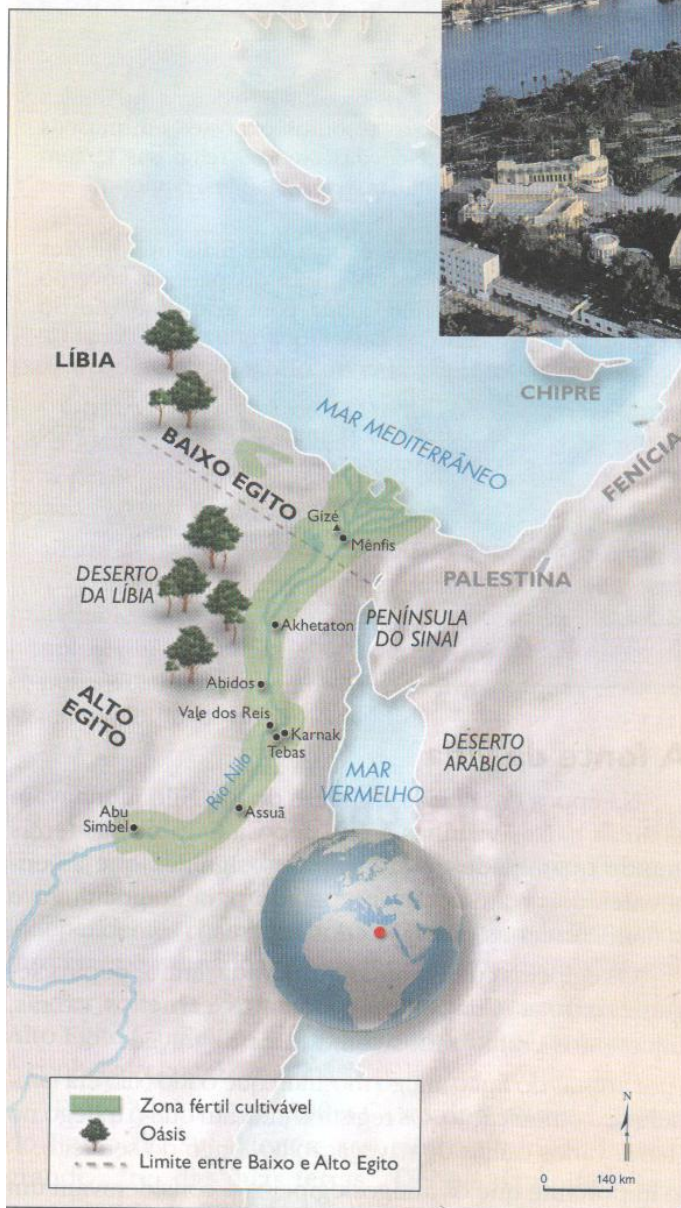 LÍBIA
CHIPRE
MAR MEDITERRÂNEO
FENÍCIA
BAIXO EGITO
Gizé
Mênfis
PALESTINA
DESERTO
DA LÍBIA
PENÍNSULA
DO SINAI
Akhetaton
Abidos
ALTO
EGITO
Vale dos Reis
Karnak
Tebas
DESERTO
ARÁBICO
MAR
VERMELHO
Rio Nilo
Assuã
Abu
Simbel
Zona fértil cultivável
Oásis
Limite entre Baixo e Alto Egito
N
0 140 km